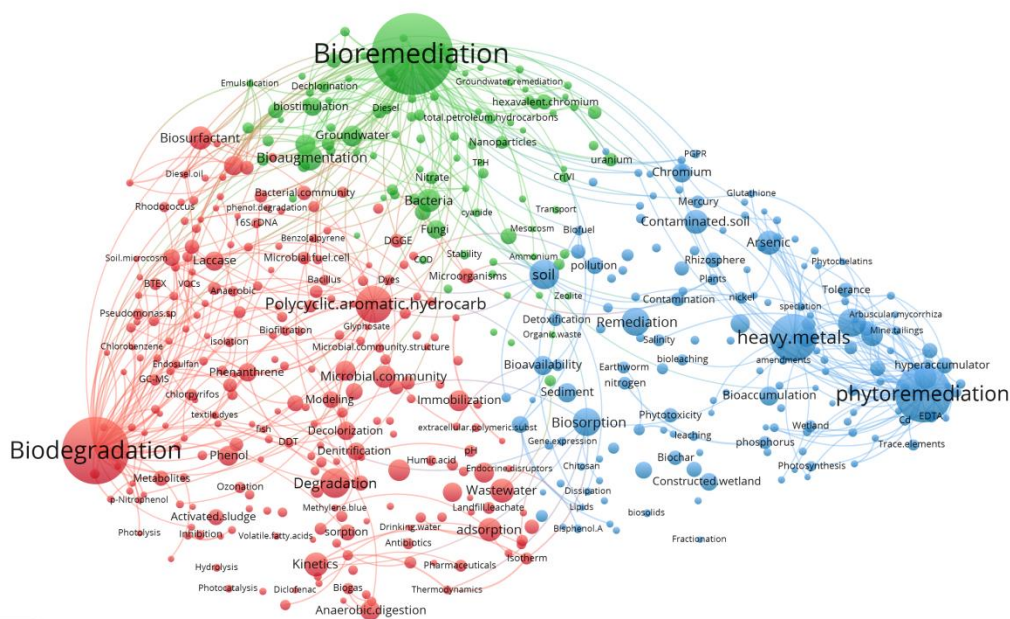 Bioremediation
Emulsification
Dechlorination
Groundwater.remediation
biostimulation
Diesel
hexavalent.chromium
total.petroleum.hydrocarbons
Biosurfactant
Groundwater
Nanoparticles
Bioaugmentation
TPH
uranium
PGPR
Chromium
Diesel.oil
Nitrate
Cr(VI)
Bacterial.community
Glutathione
Rhodococcus
phenol.degradation
Bacteria
Mercury
16S.rDNA
cyanide
Transport
Contaminated.soil
Fungi
Mesocosm
Biofuel
Benzo[a]pyrene
DGGE
Arsenic
Soil.microcosm
Laccase
Microbial.fuel.cell
COD
Stability
Ammonium
pollution
Rhizosphere
Phytochelatins
BTEX
VOCs
Anaerobic
Bacillus
Dyes
Microorganisms
soil
Plants
Tolerance
Polycyclic.aromatic.hydrocarb
Zeolite
Contamination
nickel
speciation
Pseudomonas.sp
Arbuscular.mycorrhiza
Biofiltration
Glyphosate
Detoxification
Remediation
Mine.tailings
Chlorobenzene
isolation
Microbial.community.structure
Organic.waste
Salinity
heavy.metals
Endosulfan
GC-MS
Phenanthrene
Microbial.community
Bioavailability
Earthworm
bioleaching
amendments
hyperaccumulator
chlorpyrifos
nitrogen
Modeling
Immobilization
Sediment
Bioaccumulation
phytoremediation
textile.dyes
Phytotoxicity
EDTA
Cd
fish
Decolorization
extracellular.polymeric.subst
Biosorption
Wetland
DDT
leaching
phosphorus
Biodegradation
Denitrification
pH
Gene.expression
Trace.elements
Phenol
Humic.acid
Endocrine.disruptors
Chitosan
Biochar
Photosynthesis
Metabolites
Ozonation
Degradation
Wastewater
Dissipation
Constructed.wetland
p-Nitrophenol
Methylene.blue
Landfill.leachate
Lipids
biosolids
Activated.sludge
Photolysis
Inhibition
Volatile.fatty.acids
sorption
Drinking.water
adsorption
Bisphenol.A
Fractionation
Antibiotics
Isotherm
Hydrolysis
Kinetics
Pharmaceuticals
Photocatalysis
Diclofenac
Biogas
Thermodynamics
Anaerobic.digestion